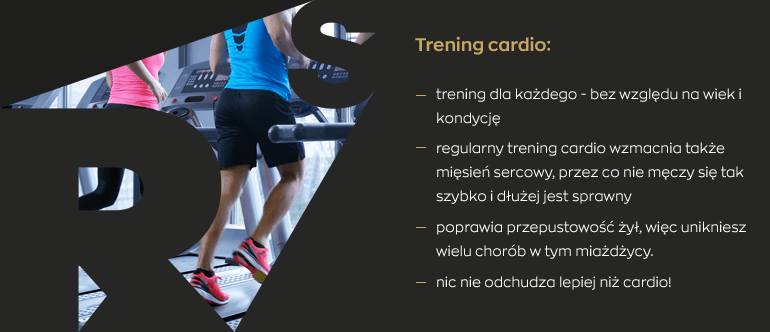 Trening cardio:
— trening dla każdego - bez względu na wiek i
kondycję
— regularny trening cardio wzmacnia także
mięsień sercowy, przez co nie męczy się tak
szybko i dłużej jest sprawny
— poprawia przepustowość żył, więc unikniesz
wielu chorób w tym miażdżycy.
— nic nie odchudza lepiej niż cardio!